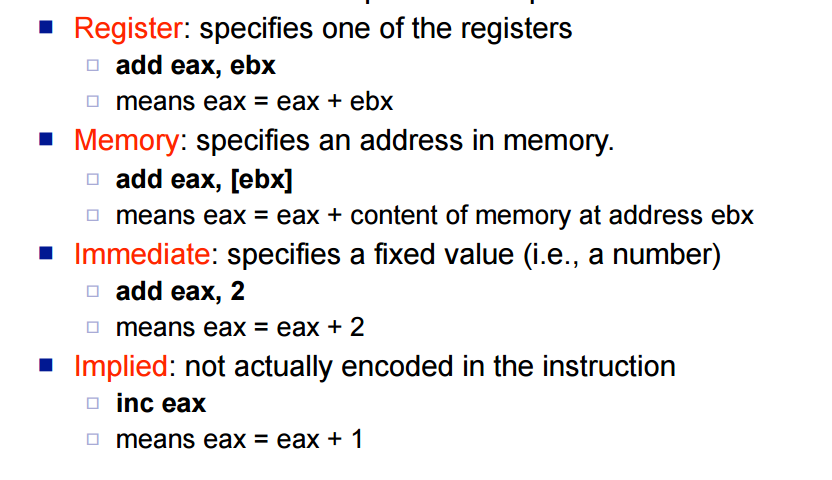 Register: specifies one of the registers
add eax, ebx
means eax = eax + ebx
Memory: specifies an address in memory.
add eax, [ebx]
means eax = eax + content of memory at address ebx
Immediate: specifies a fixed value (i.e., a number)
add eax, 2
means eax = eax + 2
Implied: not actually encoded in the instruction
inc eax
means eax = eax + 1